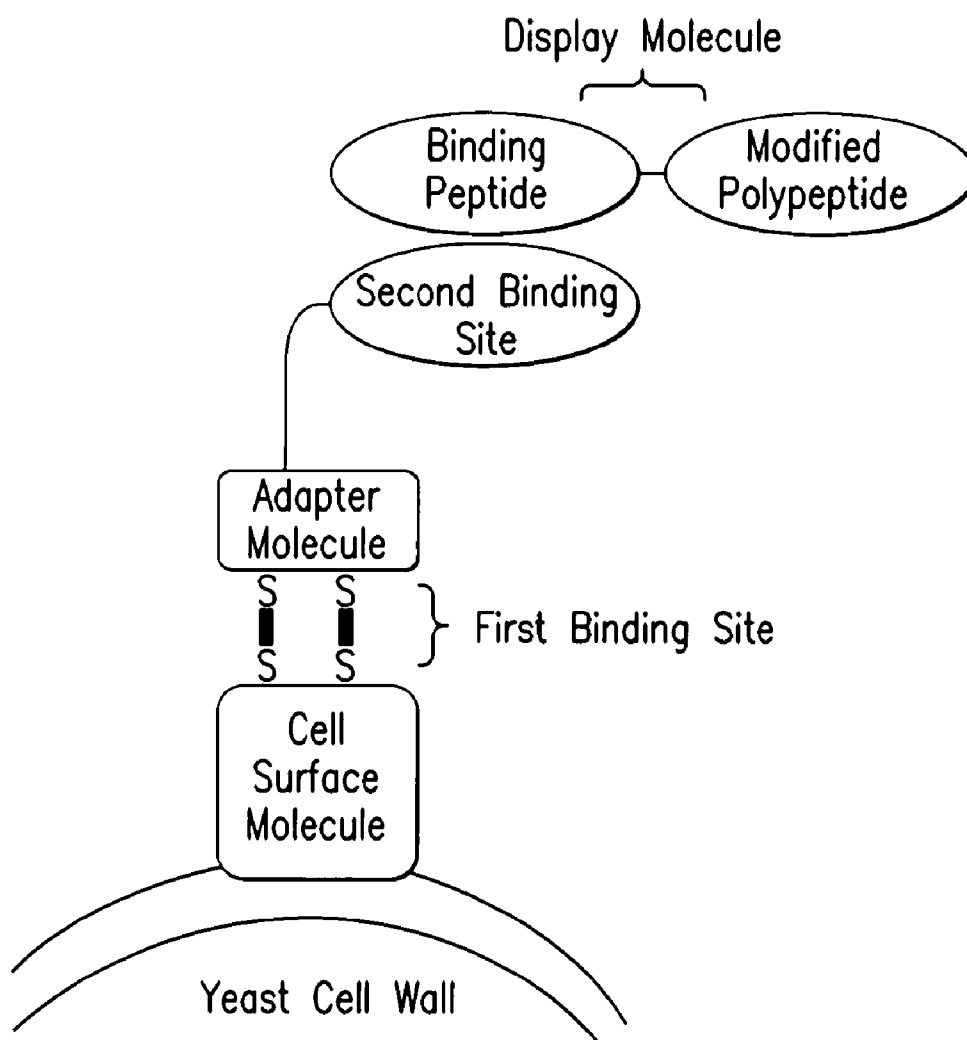 Display Molecule
Binding
Peptide
Modified
Polypeptide
Second Binding
Site
Adapter
Molecule
S S
First Binding Site
S S
Cell
Surface
Molecule
Yeast Cell Wall